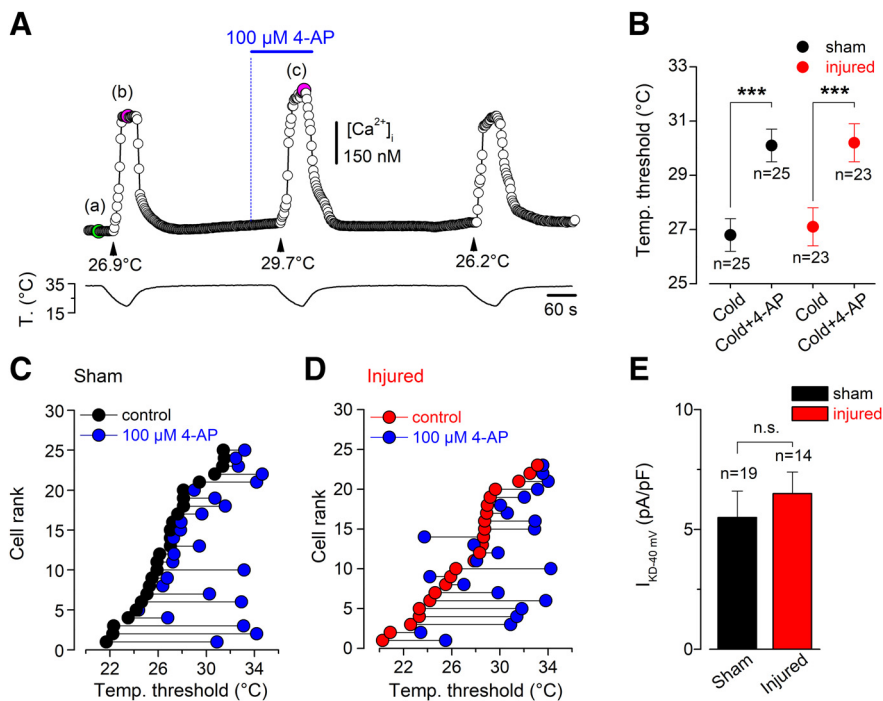 A
100 µM 4-AP
(b)
(c)
(a)
[Ca2+]i
150 nM
26.9°C
29.7°C
26.2°C
T. (°C)
35
15
60 s
B
sham
injured
Temp. threshold (°C)
33
31
29
27
25
***
***
n=25
n=23
n=25
n=23
Cold
Cold+4-AP
Cold
Cold+4-AP
C
Sham
control
100 µM 4-AP
Cell rank
30
25
20
15
10
5
0
22
26
30
34
Temp. threshold (°C)
D
Injured
control
100 µM 4-AP
Cell rank
30
25
20
15
10
5
0
22
26
30
34
Temp. threshold (°C)
E
sham
injured
IKD-40 mV (pA/pF)
10
5
0
n.s.
n=19
n=14
Sham
Injured